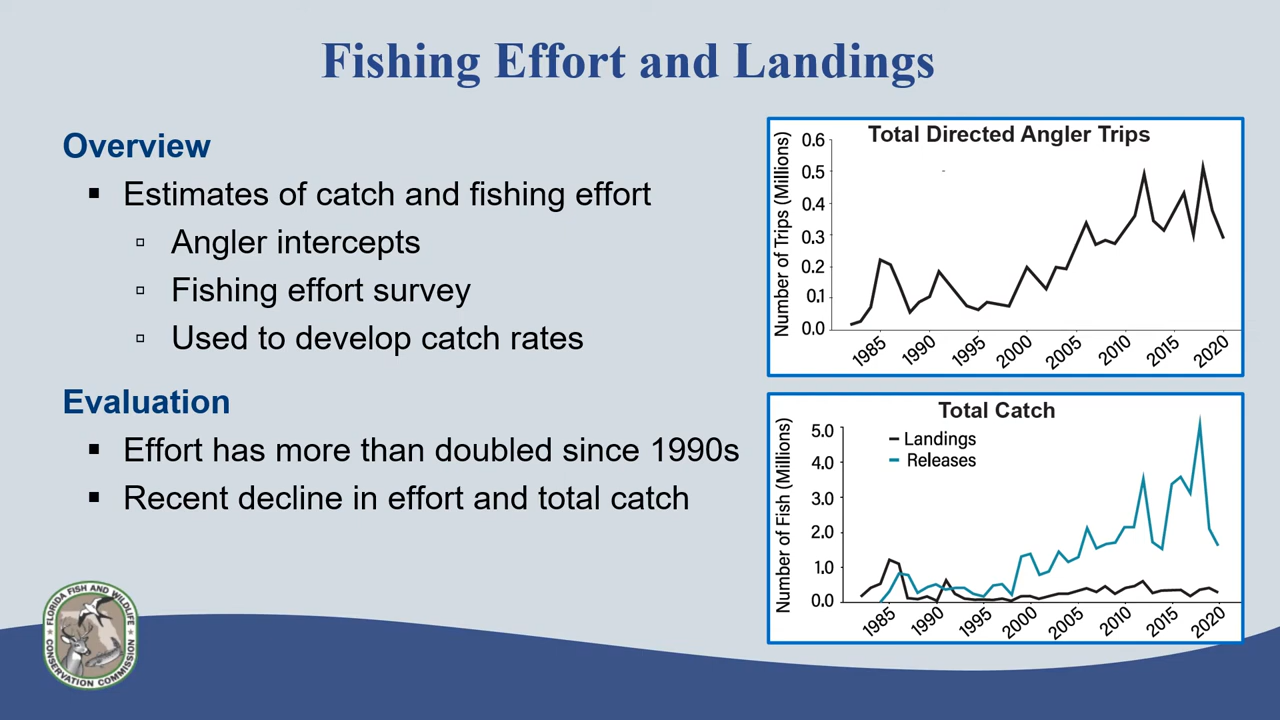 Fishing Effort and Landings
Overview
▪ Estimates of catch and fishing effort
▫ Angler intercepts
▫ Fishing effort survey
▫ Used to develop catch rates
Evaluation
▪ Effort has more than doubled since 1990s
▪ Recent decline in effort and total catch
Total Directed Angler Trips
Number of Trips (Millions)
0.6
0.5
0.4
0.3
0.2
0.1
0.0
1985 1990 1995 2000 2005 2010 2015 2020
Total Catch
Number of Fish (Millions)
5.0
4.0
3.0
2.0
1.0
0.0
Landings
Releases
1985 1990 1995 2000 2005 2010 2015 2020
FLORIDA FISH AND WILDLIFE
CONSERVATION COMMISSION